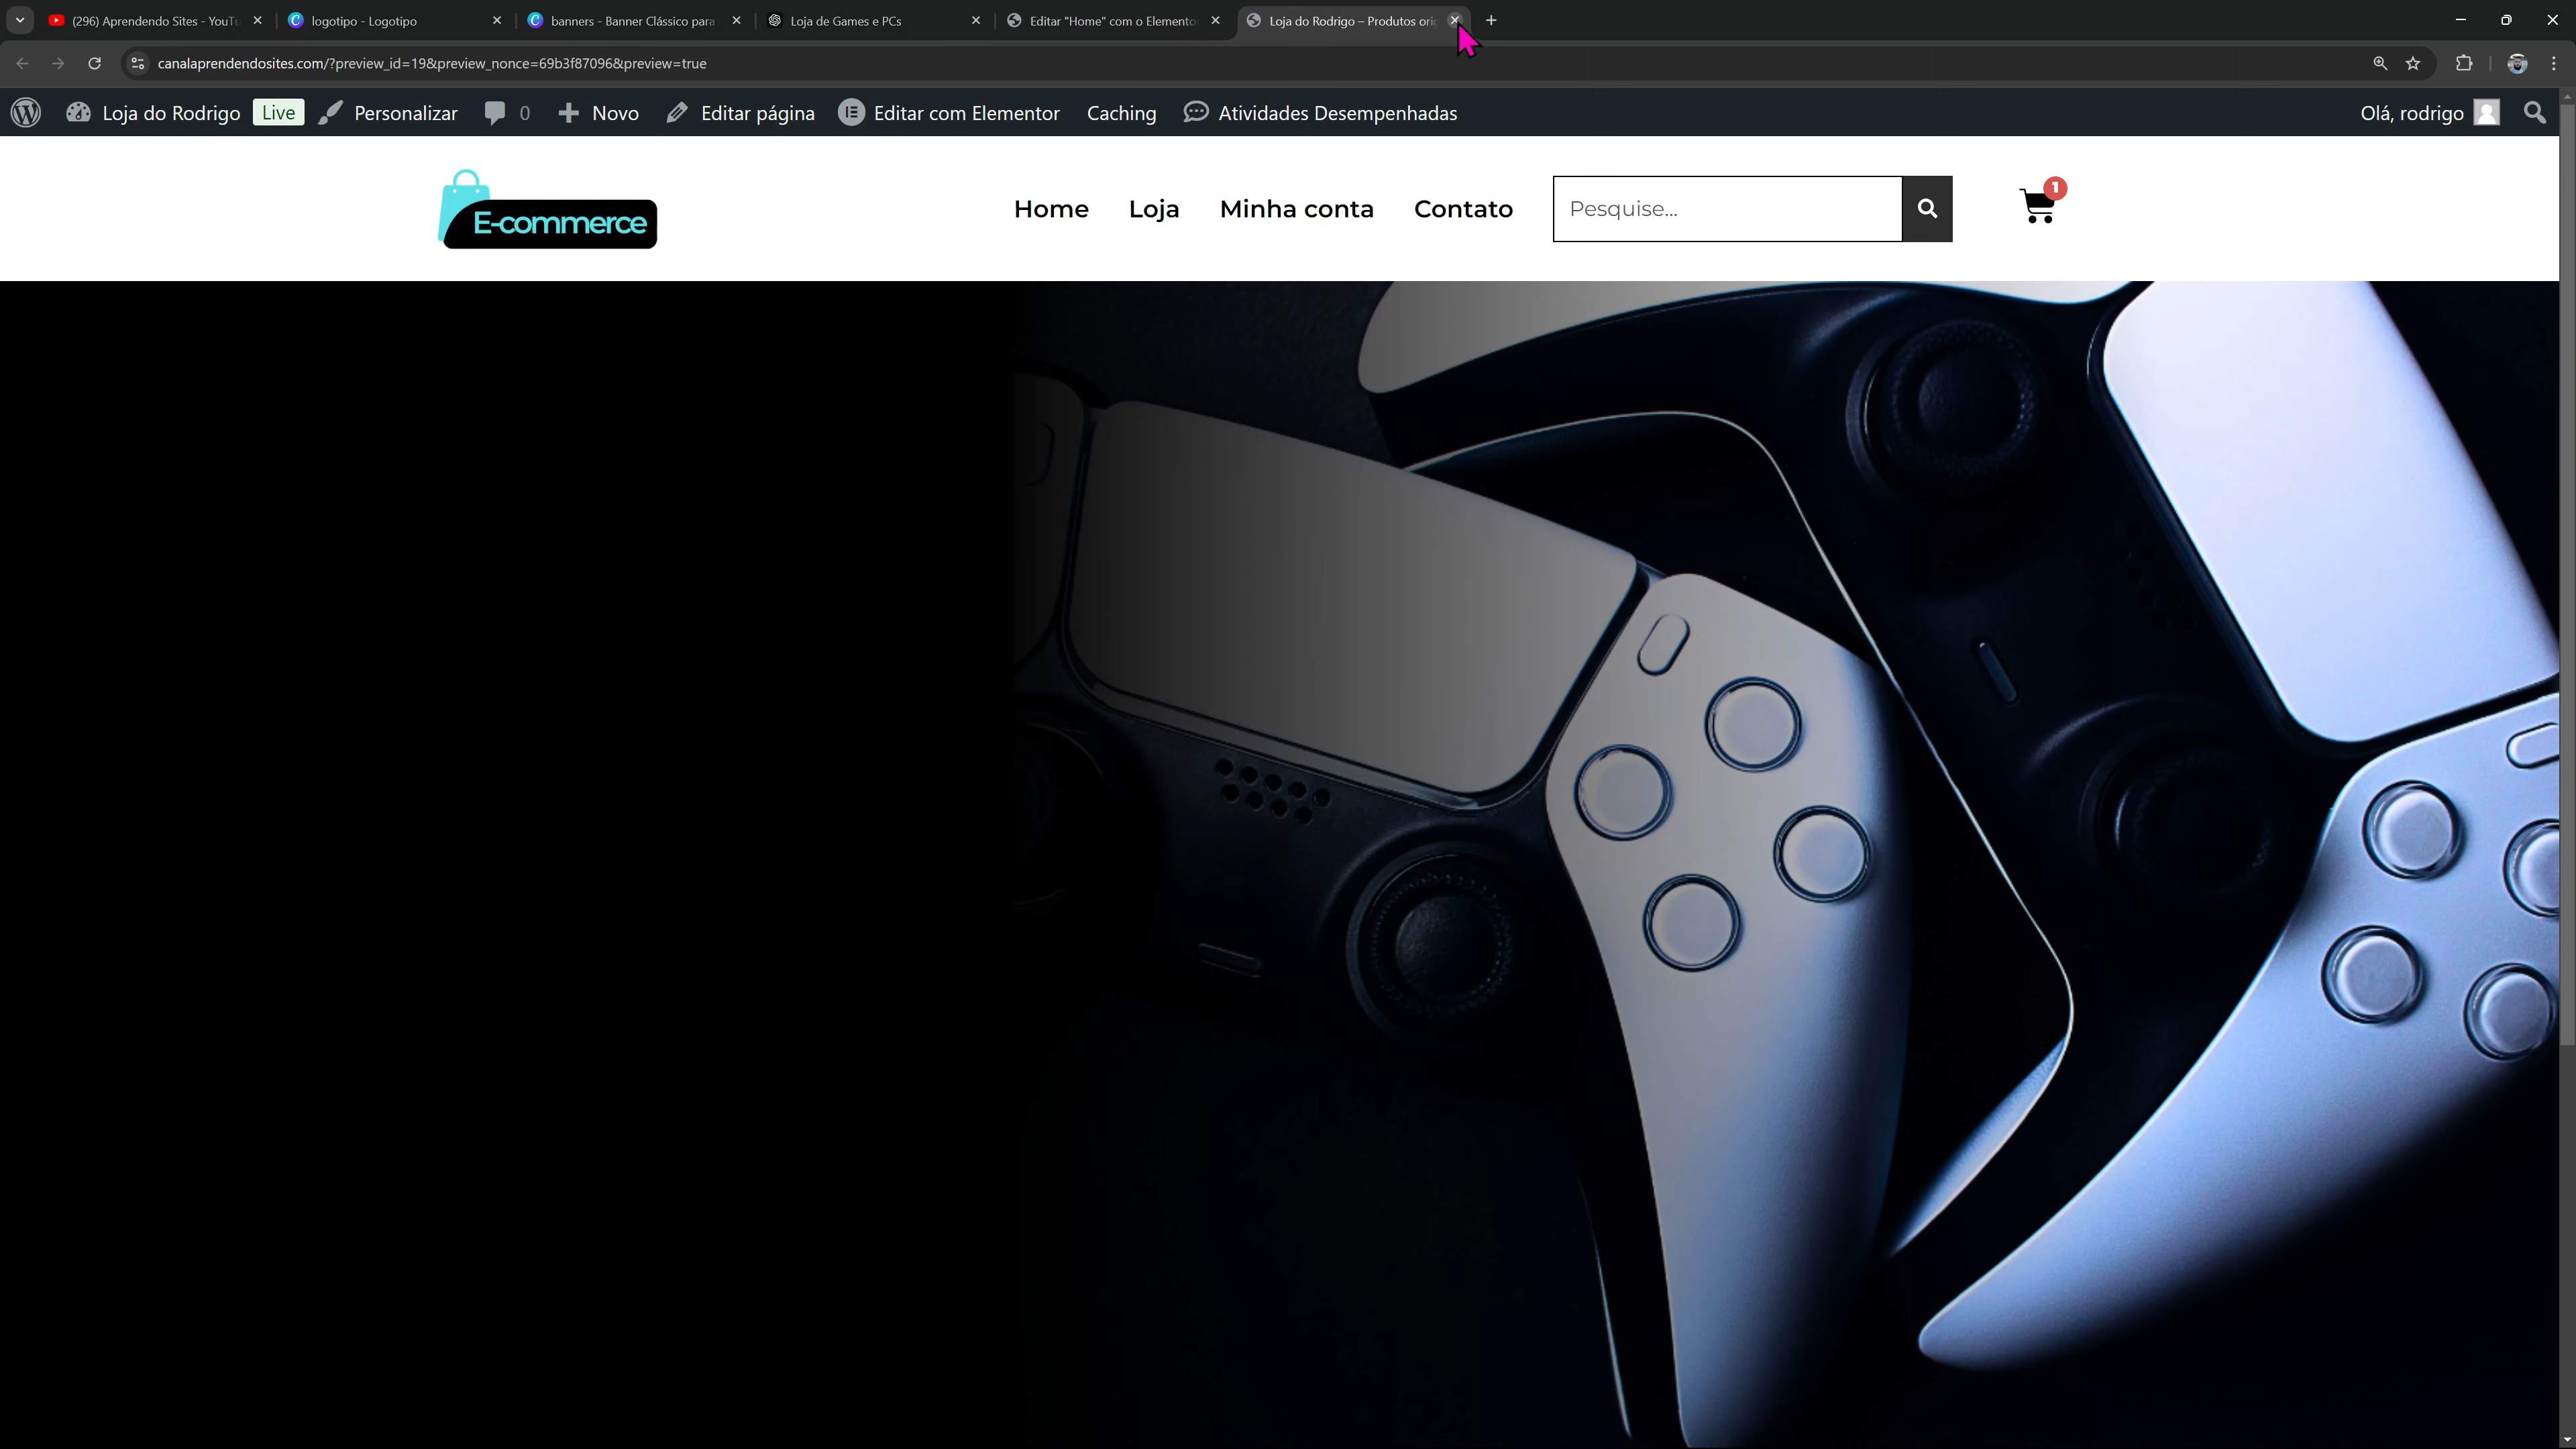 (296) Aprendendo Sites - YouTu
logotipo - Logotipo
banners - Banner Clássico para
Loja de Games e PCs
Editar "Home" com o Elemento
Loja do Rodrigo – Produtos orig
canalaprendendosites.com/?preview_id=19&preview_nonce=69b3f87096&preview=true
Loja do Rodrigo Live Personalizar 0 Novo Editar página Editar com Elementor Caching Atividades Desempenhadas Olá, rodrigo
E-commerce
Home Loja Minha conta Contato Pesquise... 1